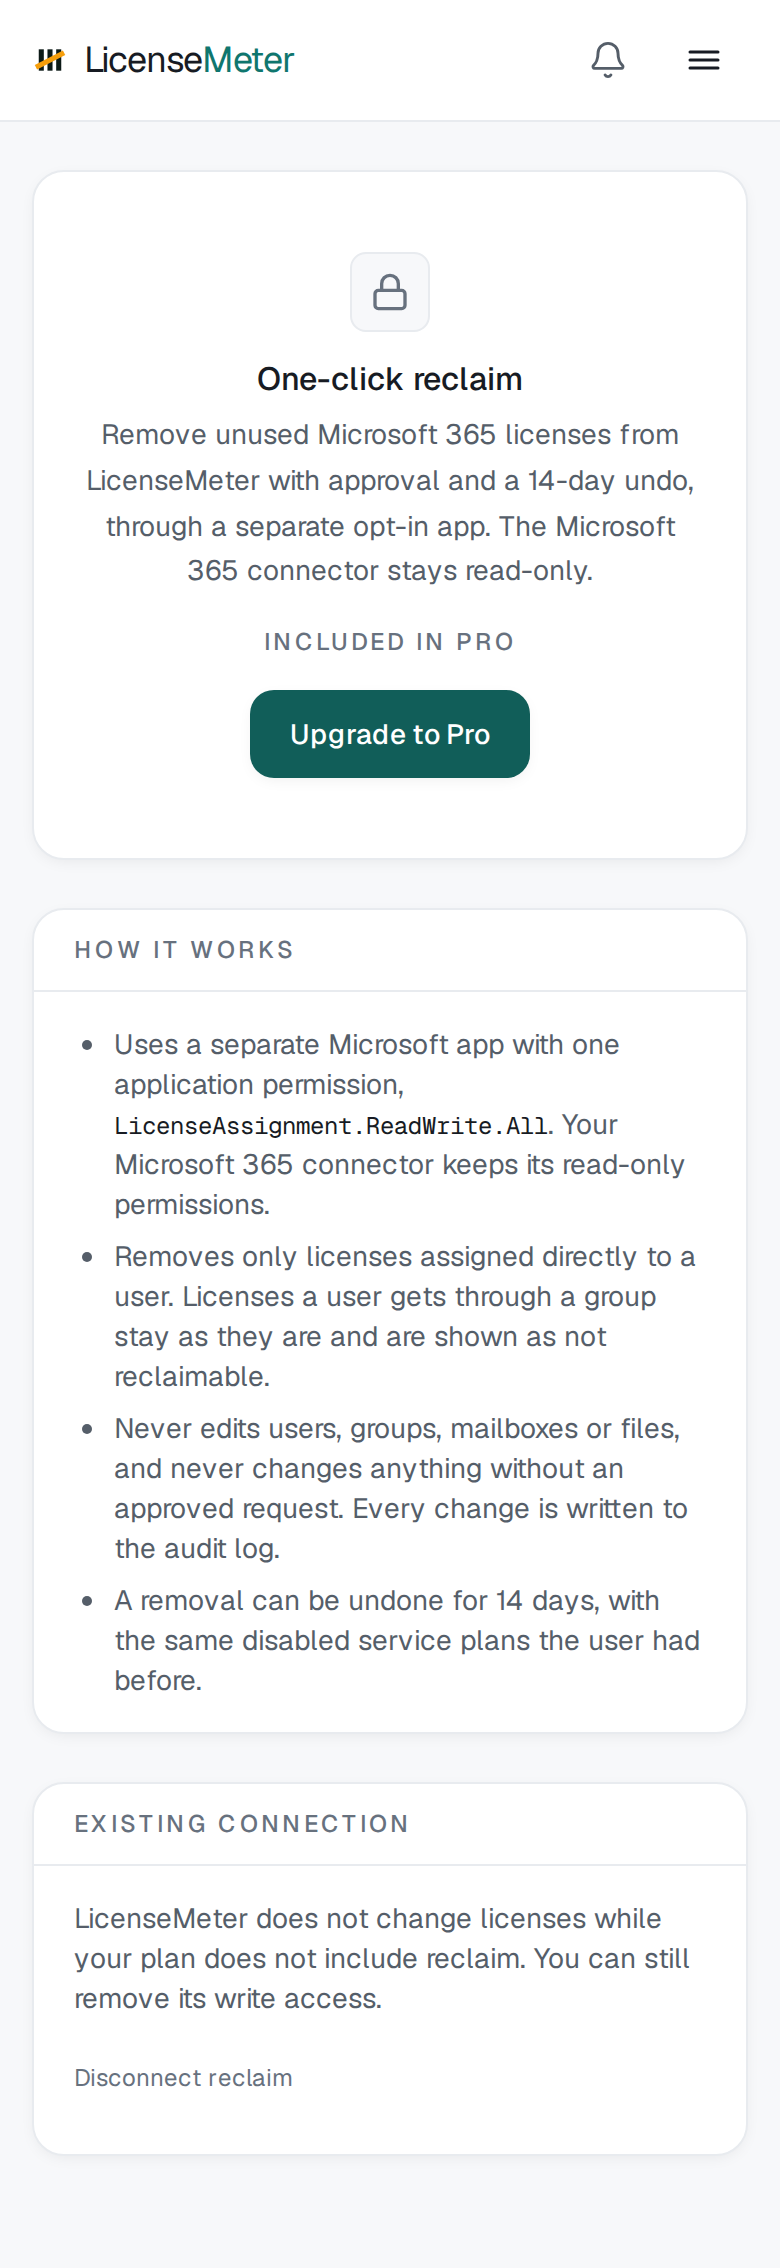 LicenseMeter
One-click reclaim
Remove unused Microsoft 365 licenses from
LicenseMeter with approval and a 14-day undo,
through a separate opt-in app. The Microsoft
365 connector stays read-only.
INCLUDED IN PRO
Upgrade to Pro
HOW IT WORKS
• Uses a separate Microsoft app with one
application permission,
LicenseAssignment.ReadWrite.All. Your
Microsoft 365 connector keeps its read-only
permissions.
• Removes only licenses assigned directly to a
user. Licenses a user gets through a group
stay as they are and are shown as not
reclaimable.
• Never edits users, groups, mailboxes or files,
and never changes anything without an
approved request. Every change is written to
the audit log.
• A removal can be undone for 14 days, with
the same disabled service plans the user had
before.
EXISTING CONNECTION
LicenseMeter does not change licenses while
your plan does not include reclaim. You can still
remove its write access.
Disconnect reclaim